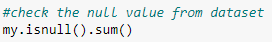 #check the null value from dataset
my.isnull().sum()